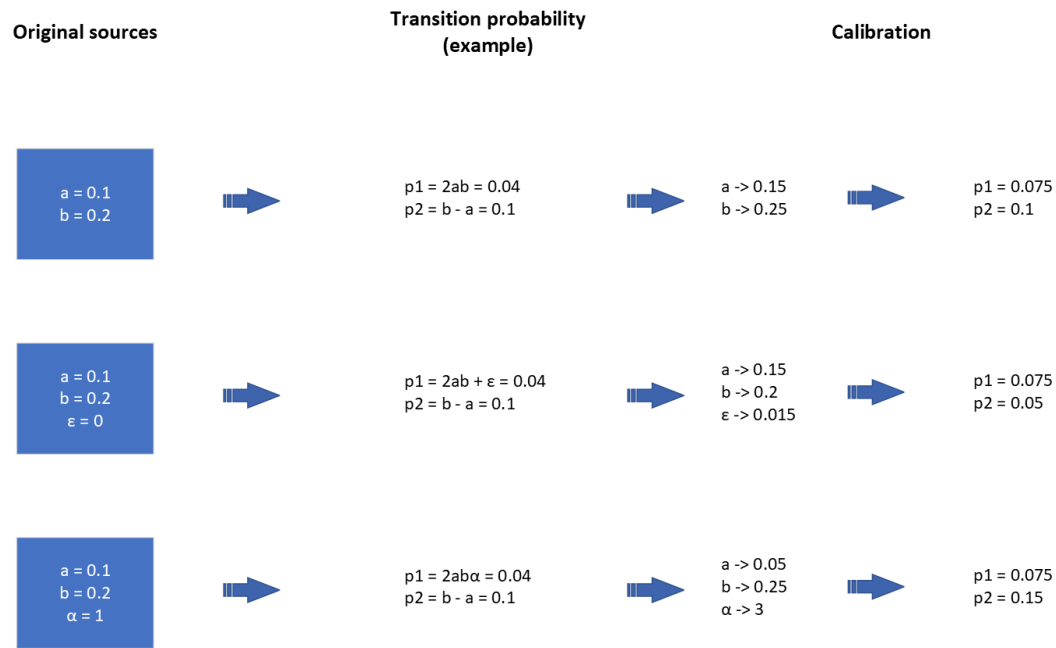 Original sources
Transition probability
(example)
Calibration
a = 0.1
b = 0.2
p1 = 2ab = 0.04
p2 = b - a = 0.1
a -> 0.15
b -> 0.25
p1 = 0.075
p2 = 0.1
a = 0.1
b = 0.2
ε = 0
p1 = 2ab + ε = 0.04
p2 = b - a = 0.1
a -> 0.15
b -> 0.2
ε -> 0.015
p1 = 0.075
p2 = 0.05
a = 0.1
b = 0.2
α = 1
p1 = 2abα = 0.04
p2 = b - a = 0.1
a -> 0.05
b -> 0.25
α -> 3
p1 = 0.075
p2 = 0.15